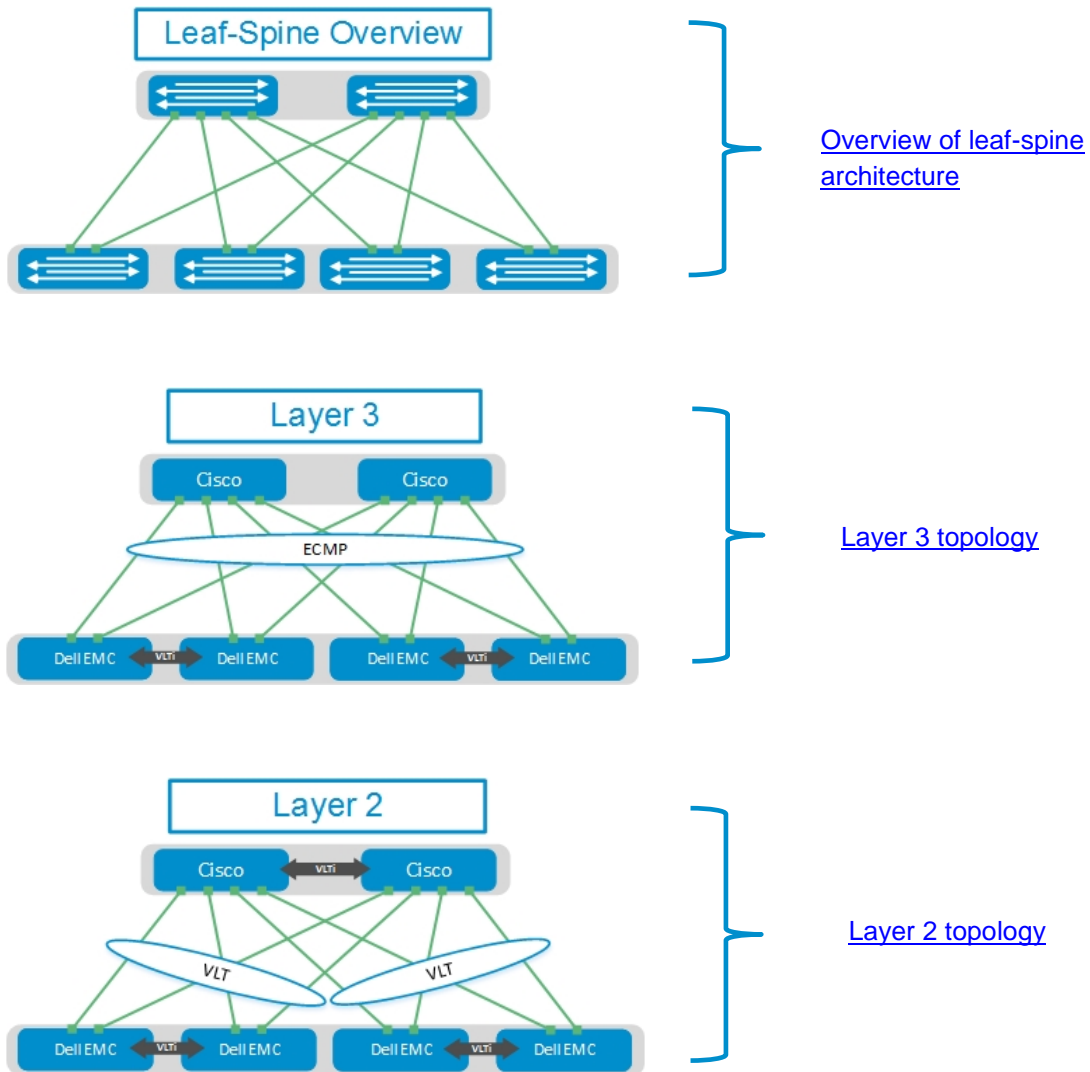 Leaf-Spine Overview
Overview of leaf-spine
architecture
Layer 3
Cisco Cisco
ECMP
Layer 3 topology
Dell EMC VLTi Dell EMC Dell EMC VLTi Dell EMC
Layer 2
Cisco VLTi Cisco
Layer 2 topology
VLT VLT
Dell EMC VLTi Dell EMC Dell EMC VLTi Dell EMC